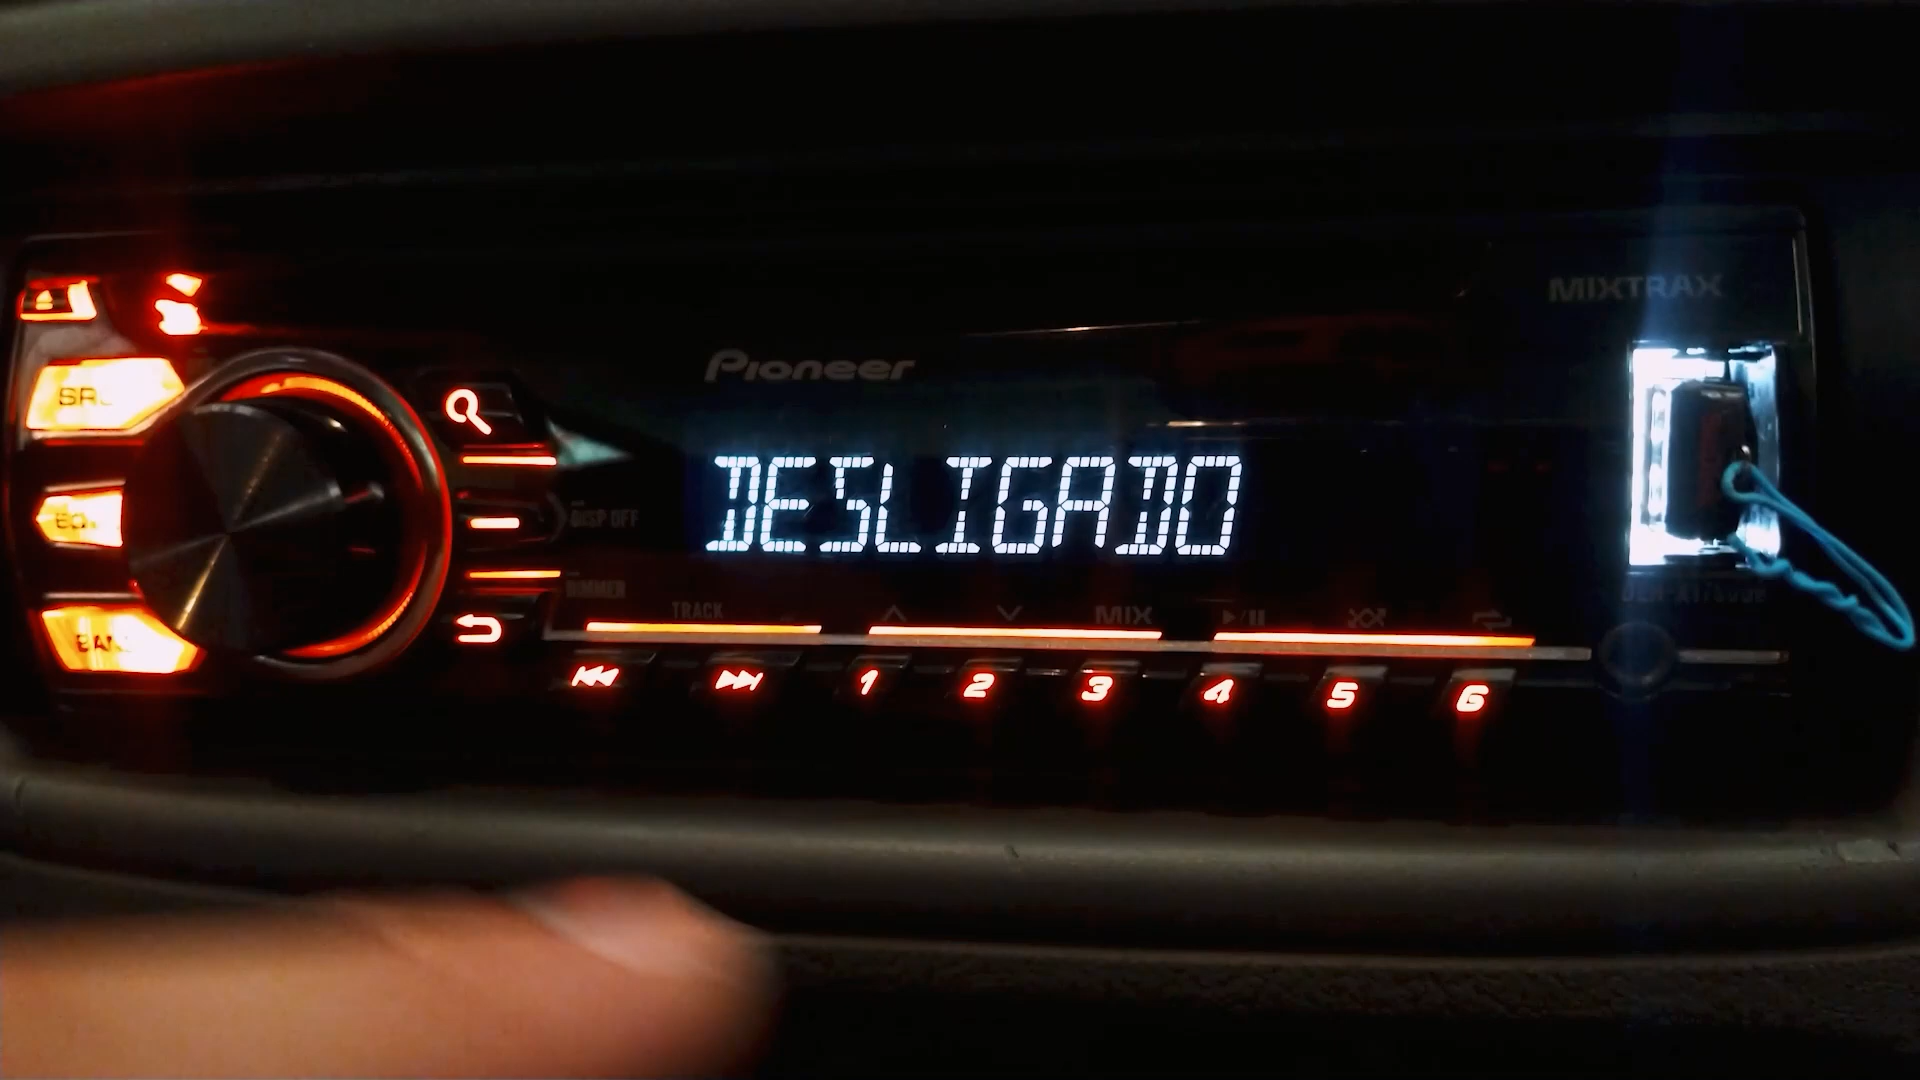 MIXTRAX
Pioneer
DESLIGADO
DISP OFF
DIMMER
TRACK
MIX
1 2 3 4 5 6